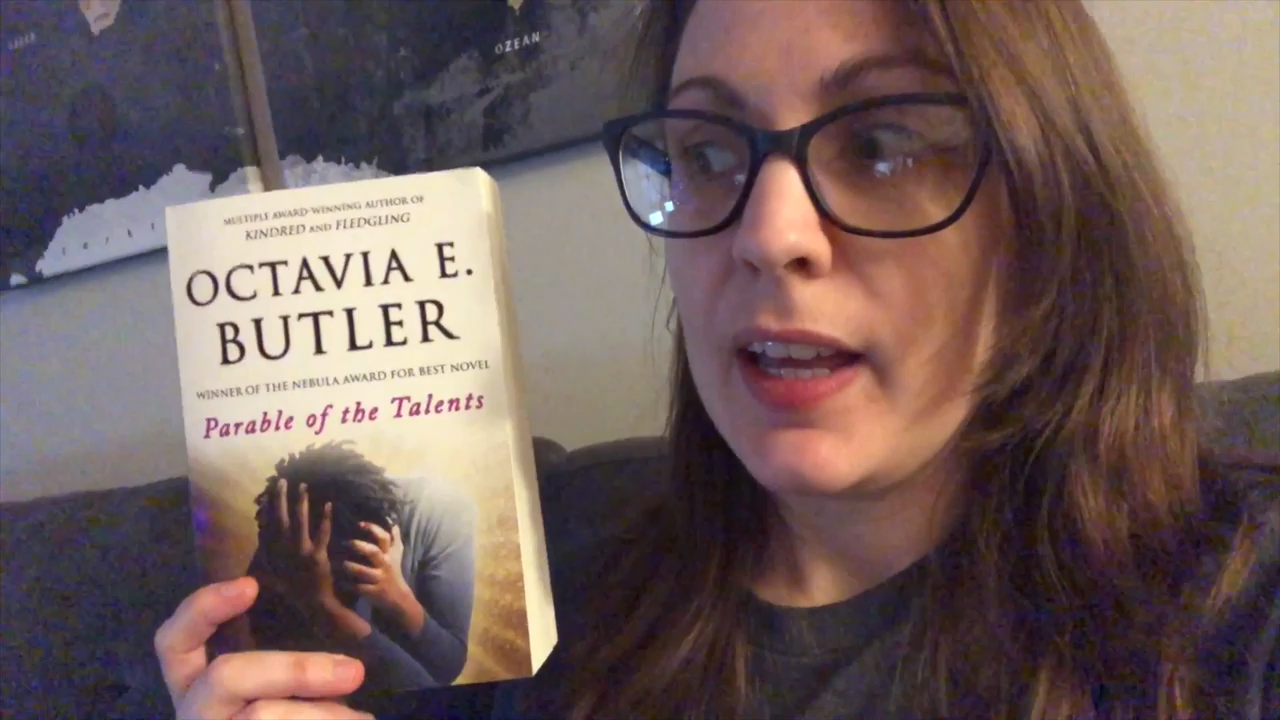 OZEAN
MULTIPLE AWARD-WINNING AUTHOR OF
KINDRED AND FLEDGLING
OCTAVIA E.
BUTLER
WINNER OF THE NEBULA AWARD FOR BEST NOVEL
Parable of the Talents